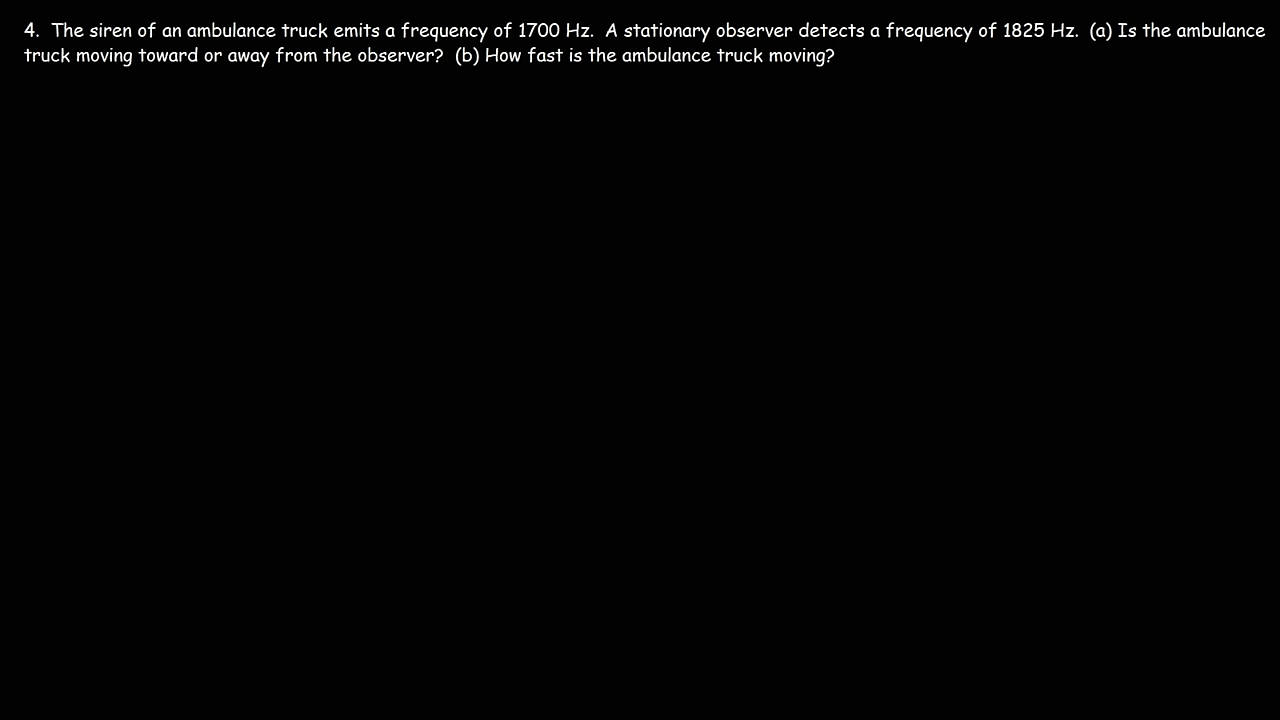 4.  The siren of an ambulance truck emits a frequency of 1700 Hz.  A stationary observer detects a frequency of 1825 Hz.  (a) Is the ambulance
truck moving toward or away from the observer?  (b) How fast is the ambulance truck moving?